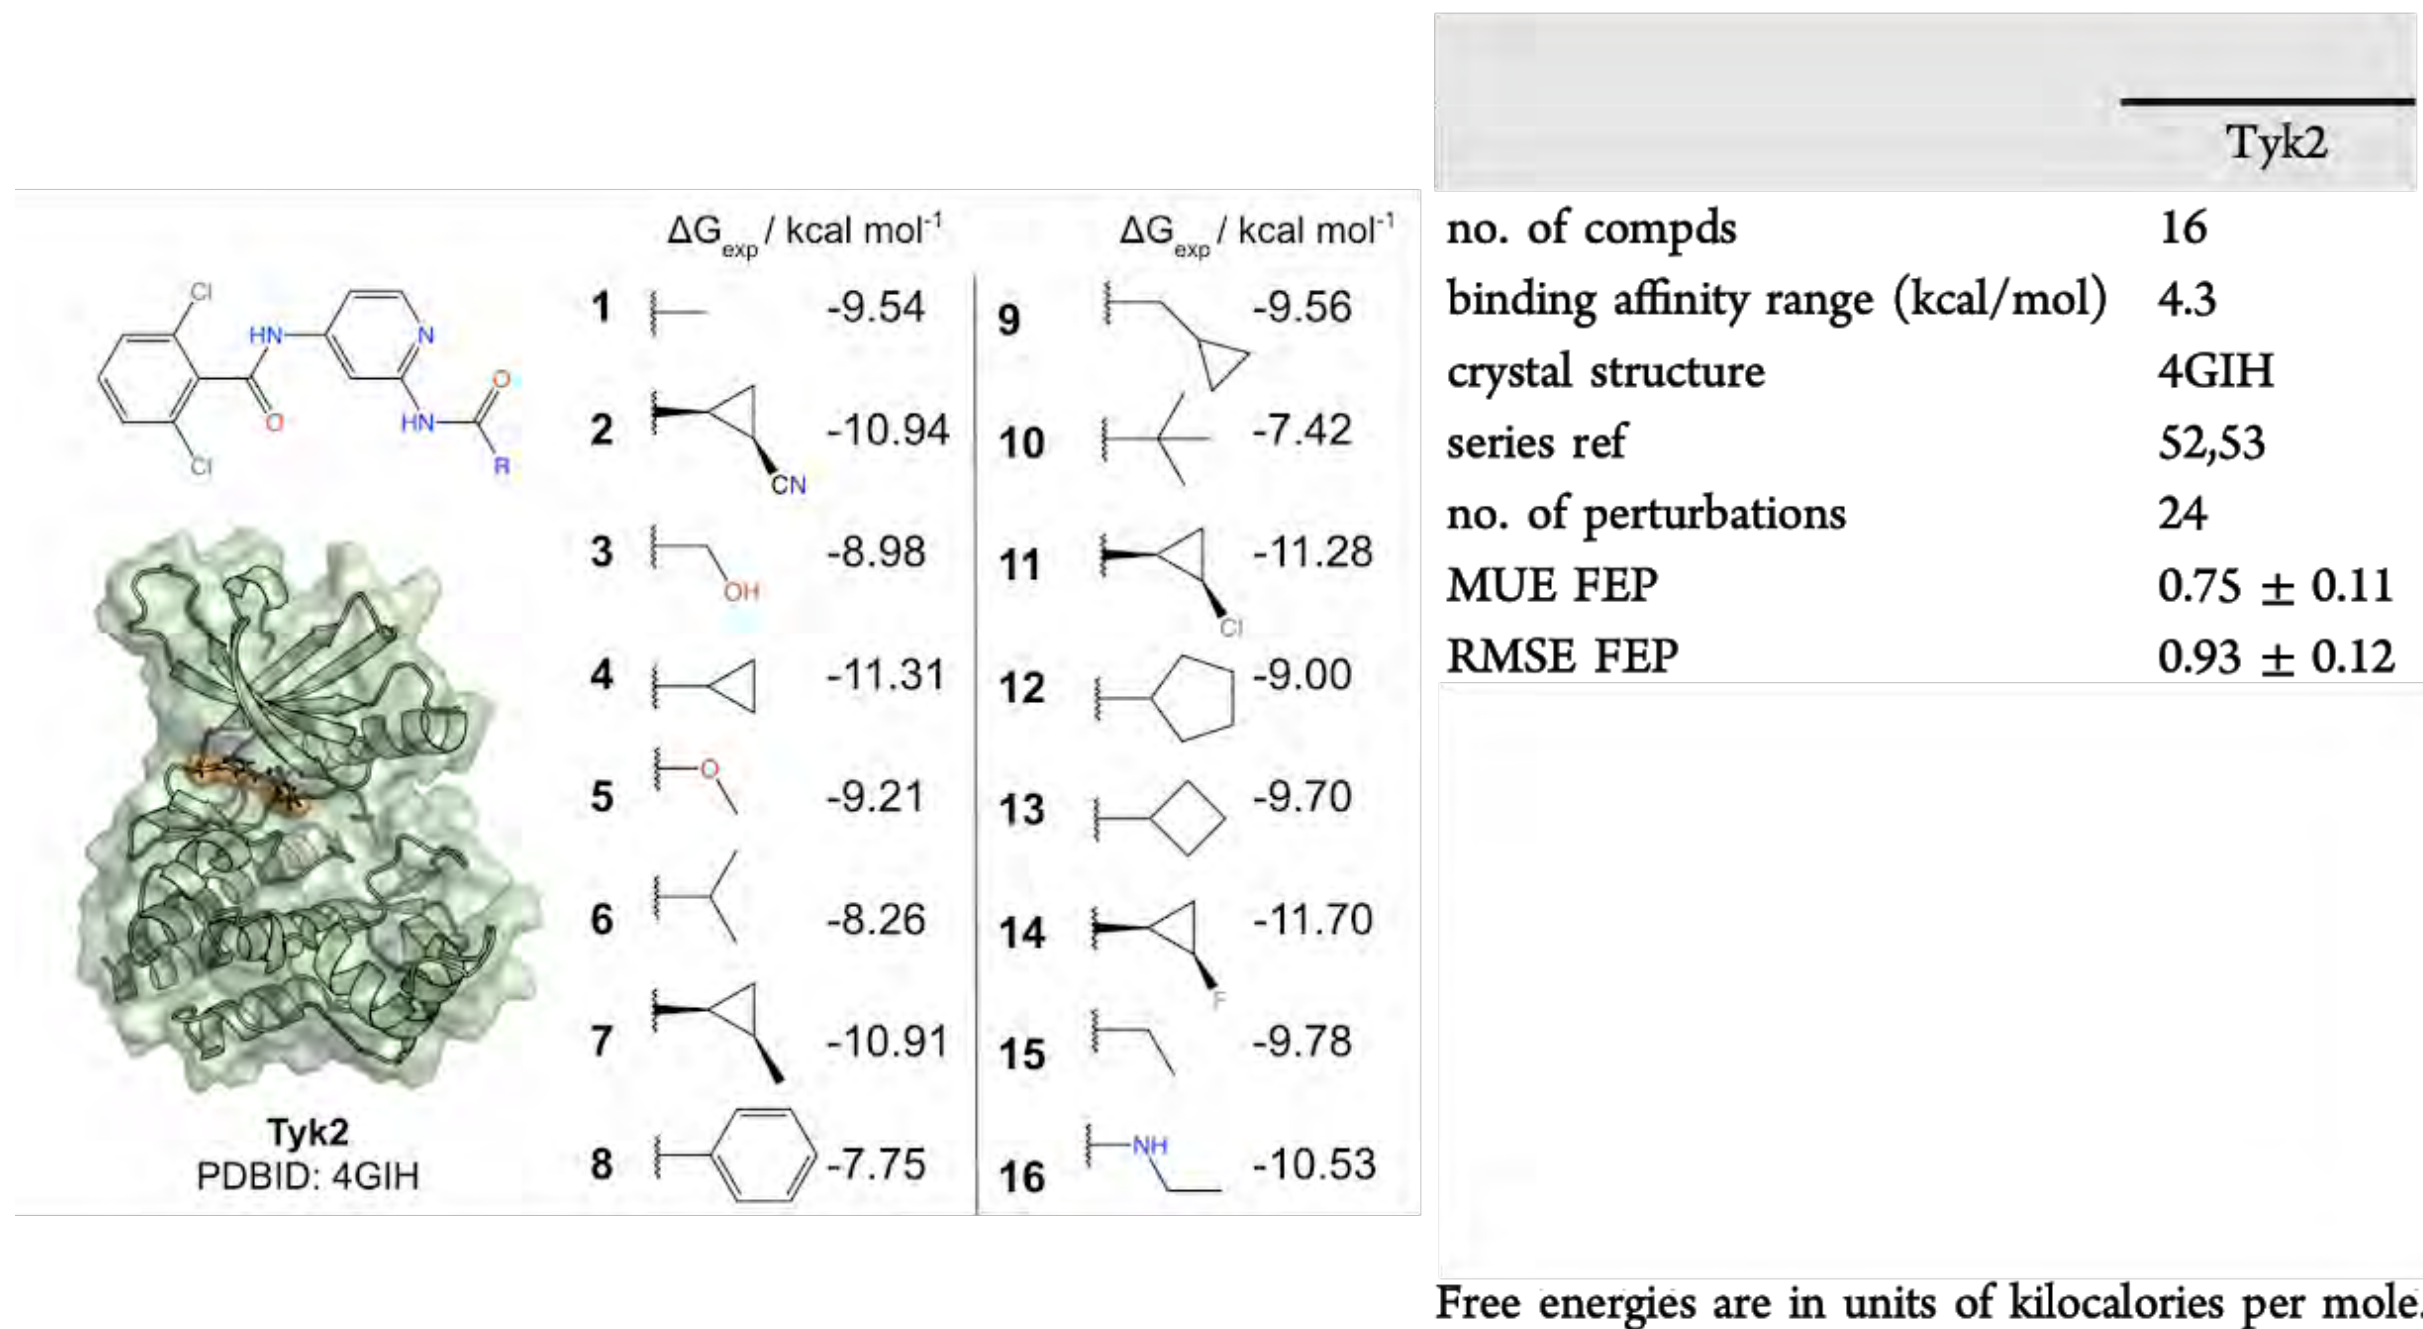 ΔGexp / kcal mol-1
ΔGexp / kcal mol-1
Cl
HN
N
O
O
HN
Cl
R
1 -9.54
2 CN -10.94
3 OH -8.98
4 -11.31
5 O -9.21
6 -8.26
7 -10.91
8 -7.75
9 -9.56
10 -7.42
11 Cl -11.28
12 -9.00
13 -9.70
14 F -11.70
15 -9.78
16 NH -10.53
Tyk2
PDBID: 4GIH
Tyk2
no. of compds 16
binding affinity range (kcal/mol) 4.3
crystal structure 4GIH
series ref 52,53
no. of perturbations 24
MUE FEP 0.75 ± 0.11
RMSE FEP 0.93 ± 0.12
Free energies are in units of kilocalories per mole.